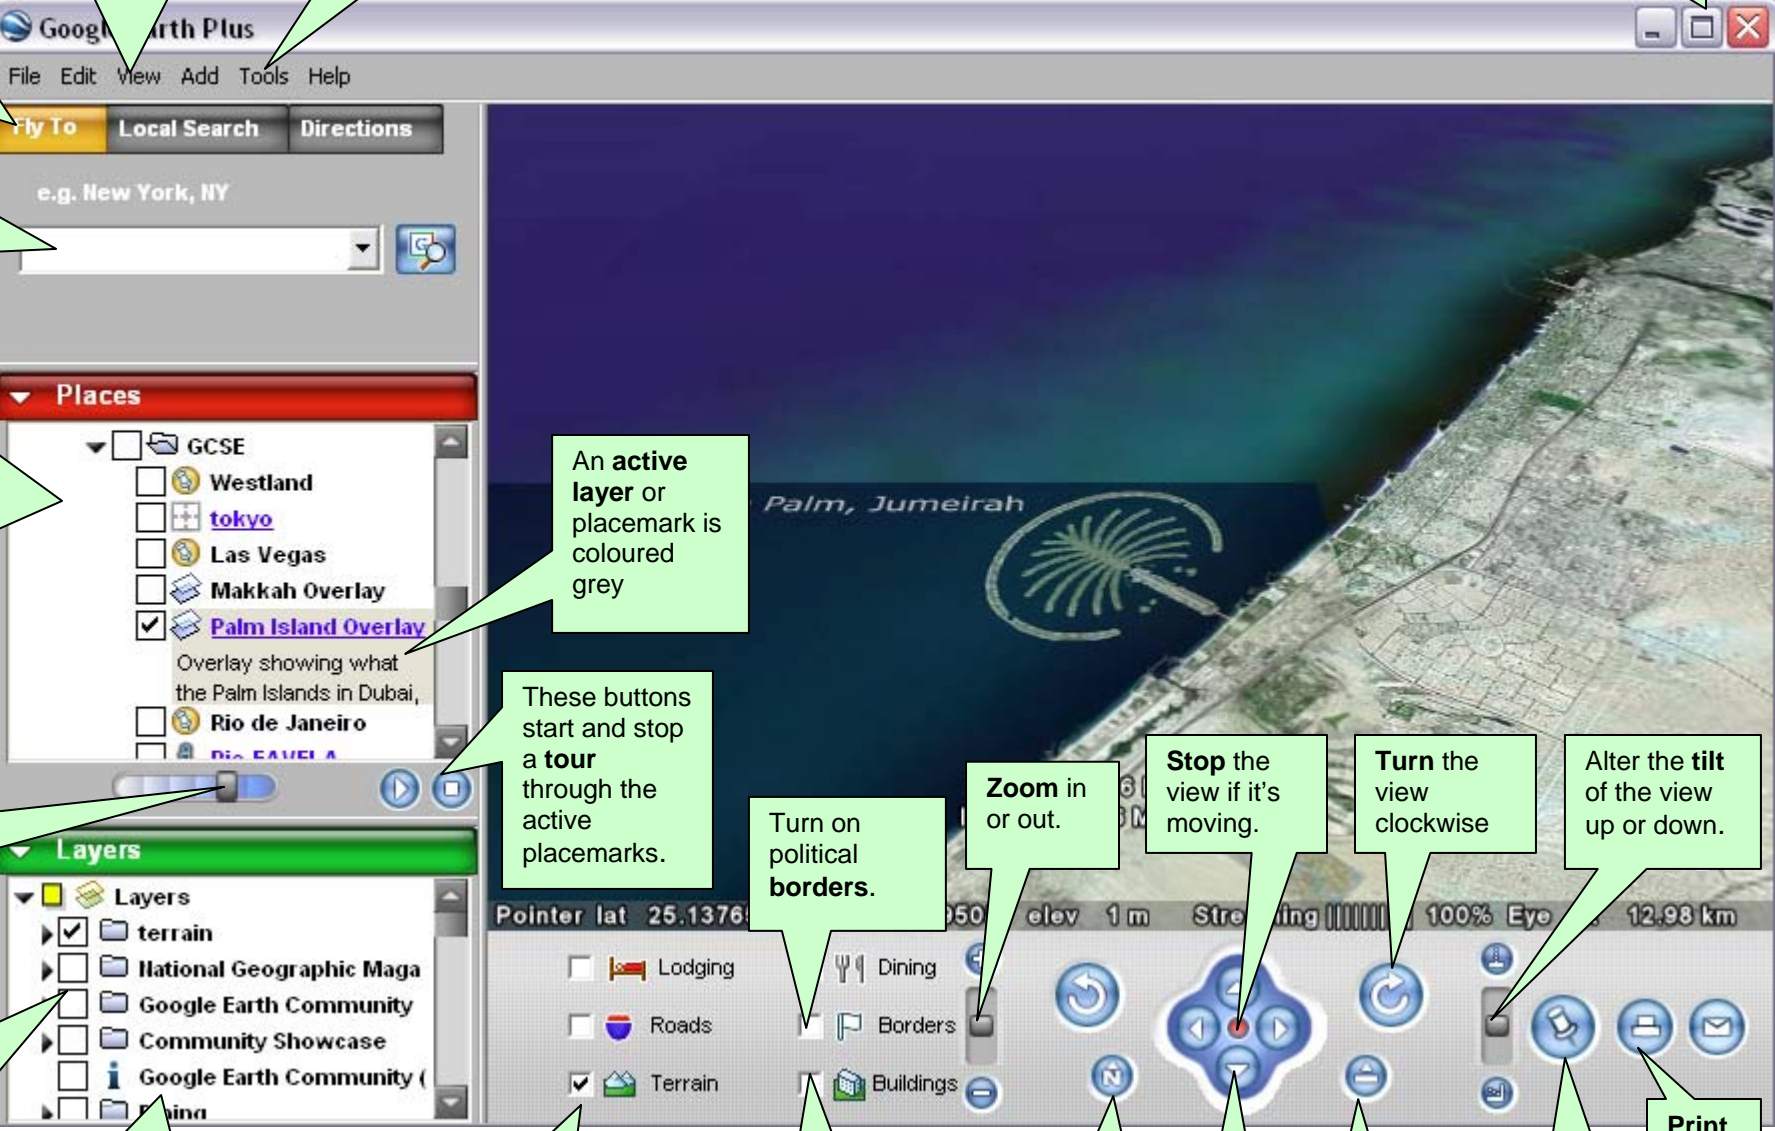 Google Earth Plus
File Edit View Add Tools Help
Fly To Local Search Directions
e.g. New York, NY
Places
GCSE
Westland
tokyo
Las Vegas
Makkah Overlay
Palm Island Overlay
Overlay showing what
the Palm Islands in Dubai,
Rio de Janeiro
Rio FAVELA
Layers
Layers
terrain
National Geographic Maga
Google Earth Community
Community Showcase
Google Earth Community (
An active
layer or
placemark is
coloured
grey
These buttons
start and stop
a tour
through the
active
placemarks.
Palm, Jumeirah
Turn on
political
borders.
Zoom in
or out.
Stop the
view if it's
moving.
Turn the
view
clockwise
Alter the tilt
of the view
up or down.
Pointer lat 25.1376 950 elev 1 m Streaming 100% Eye 12.98 km
Lodging Dining
Roads Borders
Terrain Buildings
N
Print